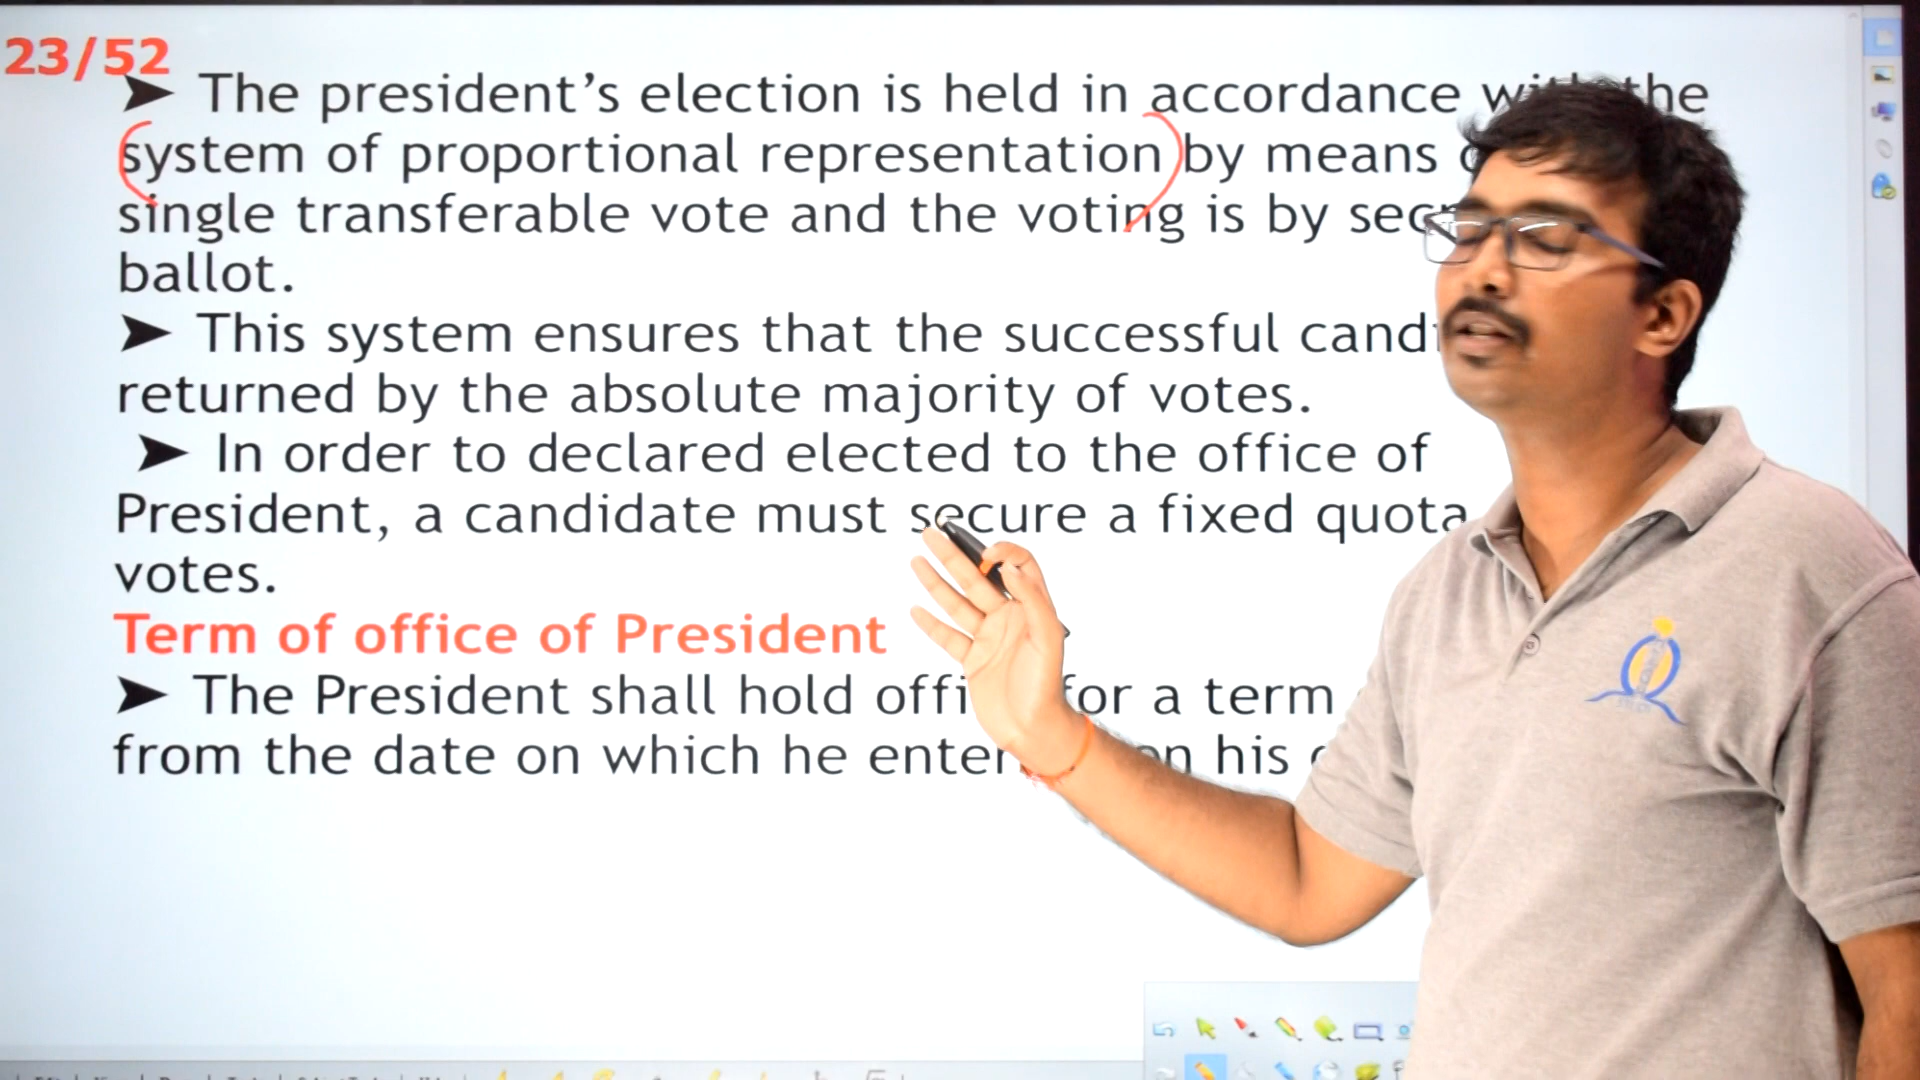 23/52
➤ The president's election is held in accordance with the
system of proportional representation by means
single transferable vote and the voting is by
ballot.
➤ This system ensures that the successful
returned by the absolute majority of votes.
➤ In order to declared elected to the office of
President, a candidate must secure a fixed quota
votes.
Term of office of President
➤ The President shall hold for a term
from the date on which he his